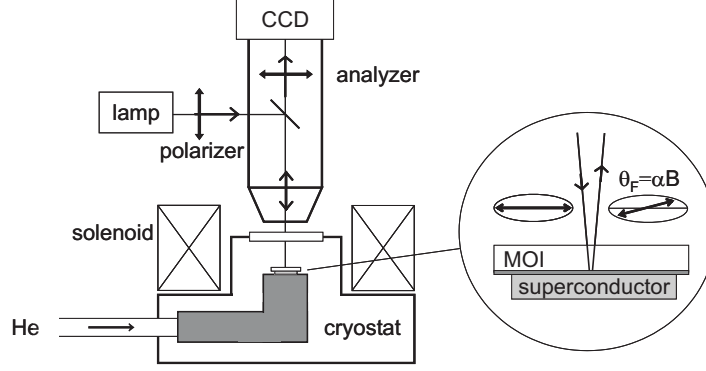 CCD
analyzer
lamp
polarizer
θF=αB
solenoid
MOI
superconductor
He
cryostat